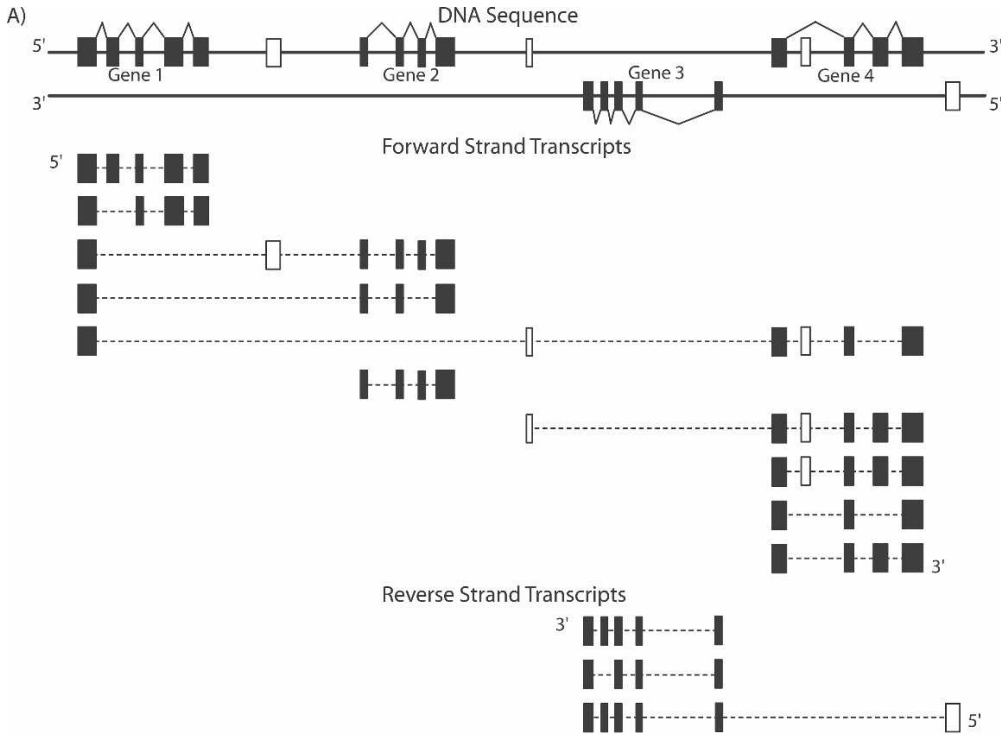 A)
DNA Sequence
5' 3'
Gene 1 Gene 2 Gene 3 Gene 4
3' 5'
Forward Strand Transcripts
5'
3'
Reverse Strand Transcripts
3'
5'